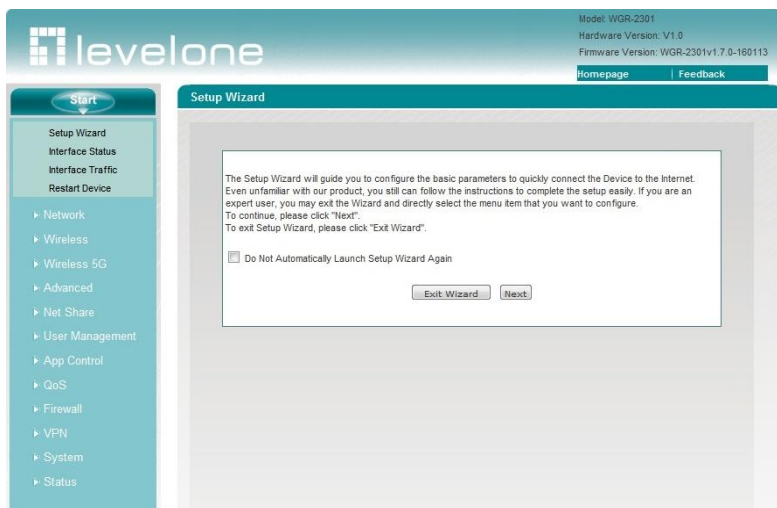 levelone
Model: WGR-2301
Hardware Version: V1.0
Firmware Version: WGR-2301v1.7.0-160113
Homepage | Feedback
Start
Setup Wizard
Interface Status
Interface Traffic
Restart Device
Network
Wireless
Wireless 5G
Advanced
Net Share
User Management
App Control
QoS
Firewall
VPN
System
Status
Setup Wizard
The Setup Wizard will guide you to configure the basic parameters to quickly connect the Device to the Internet.
Even unfamiliar with our product, you still can follow the instructions to complete the setup easily. If you are an
expert user, you may exit the Wizard and directly select the menu item that you want to configure.
To continue, please click "Next".
To exit Setup Wizard, please click "Exit Wizard".
Do Not Automatically Launch Setup Wizard Again
Exit Wizard Next